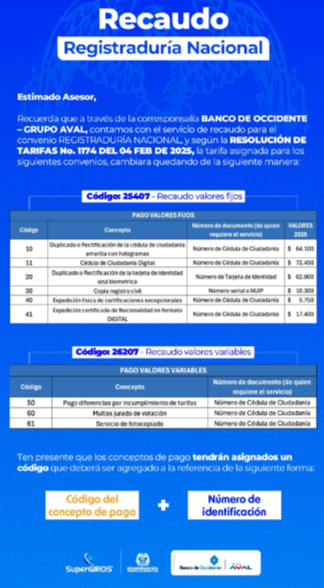 Recaudo
Registraduría Nacional
Estimado Asesor,
Recuerda que a través de la corresponsalía BANCO DE OCCIDENTE
– GRUPO AVAL, contamos con el servicio de recaudo para el
convenio REGISTRADURÍA NACIONAL, y según la RESOLUCIÓN DE
TARIFAS No. 1174 DEL 04 FEB DE 2025, la tarifa asignada para los
siguientes convenios, cambiara quedando de la siguiente manera:
Código: 25407 - Recaudo valores fijos
PAGO VALORES FIJOS
Código Concepto Número de documento (de quien requiere el servicio) VALORES 2025
10 Duplicado o Rectificación de la cédula de ciudadanía amarilla con hologramas Número de Cédula de Ciudadanía $ 64.100
11 Cédula de Ciudadanía Digital Número de Cédula de Ciudadanía $ 72.450
20 Duplicado o Rectificación de la tarjeta de identidad azul biometrica Número de Tarjeta de Identidad $ 62.900
30 Copia registro civil Número serial o NUIP $ 10.300
40 Expedición física de certificaciones excepcionales Número de Cédula de Ciudadanía $ 5.750
41 Expedición certificado de Nacionalidad en formato DIGITAL Número de Cédula de Ciudadanía $ 17.400
Código: 26207 - Recaudo valores variables
PAGO VALORES VARIABLES
Código Concepto Número de documento (de quien requiere el servicio)
50 Pago diferencias por incumplimiento de tarifas Número de Cédula de Ciudadanía
60 Multas jurado de votación Número de Cédula de Ciudadanía
61 Servicio de fotocopiado Número de Cédula de Ciudadanía
Ten presente que los conceptos de pago tendrán asignados un
código que deberá ser agregado a la referencia de la siguiente forma:
Código del concepto de pago + Número de identificación
SuperGIROS
Banco de Occidente
AVAL